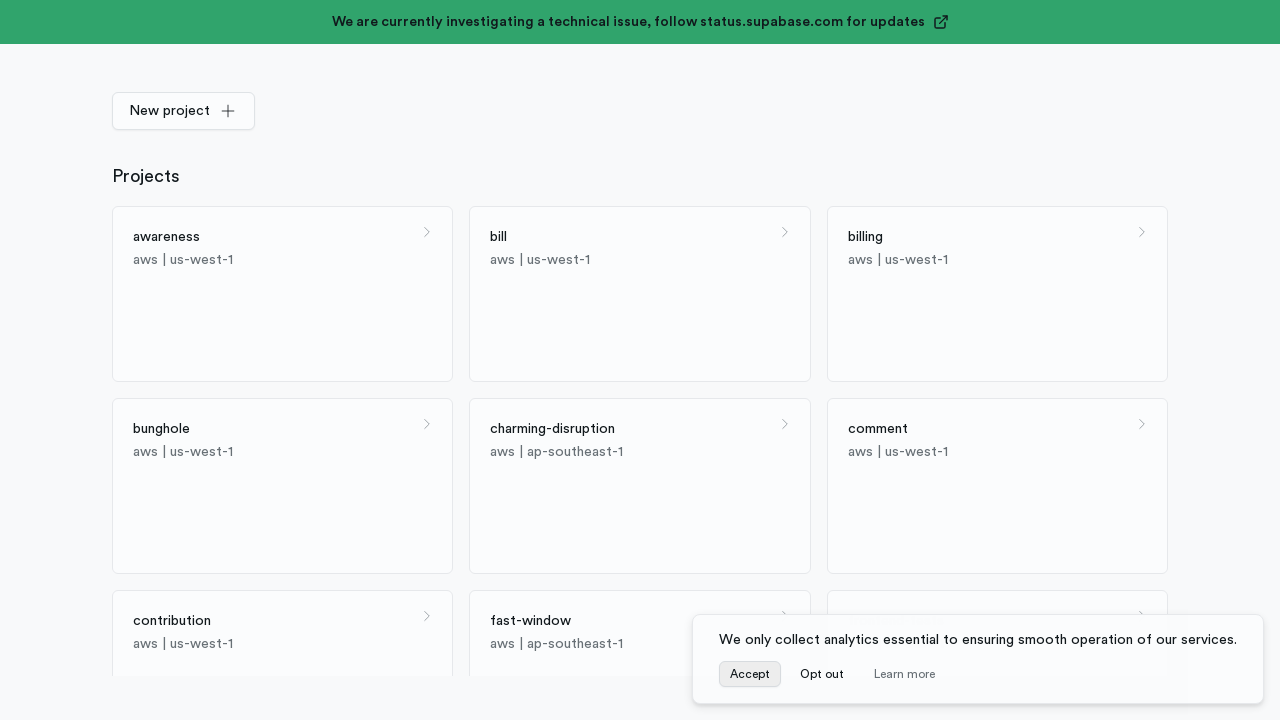 We are currently investigating a technical issue, follow status.supabase.com for updates
New project
Projects
awareness
aws | us-west-1
bill
aws | us-west-1
billing
aws | us-west-1
bunghole
aws | us-west-1
charming-disruption
aws | ap-southeast-1
comment
aws | us-west-1
contribution
aws | us-west-1
fast-window
aws | ap-southeast-1
We only collect analytics essential to ensuring smooth operation of our services.
Accept
Opt out
Learn more